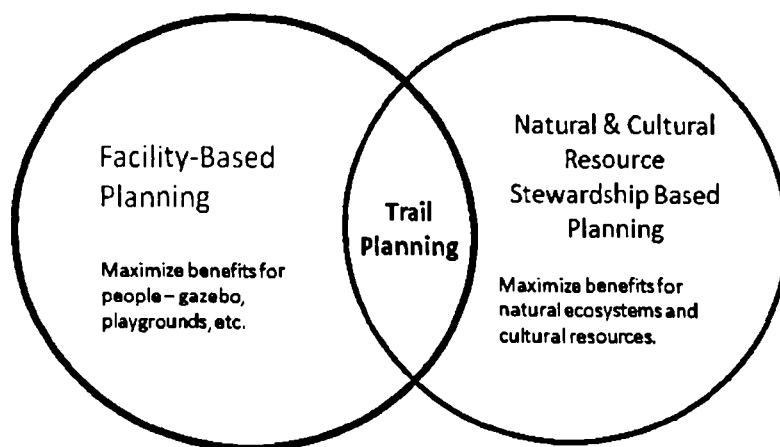 Facility-Based
Planning
Maximize benefits for
people – gazebo,
playgrounds, etc.
Trail
Planning
Natural & Cultural
Resource
Stewardship Based
Planning
Maximize benefits for
natural ecosystems and
cultural resources.